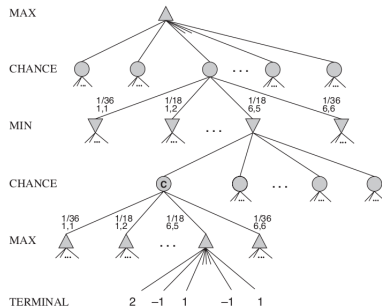 MAX
CHANCE
... ... ... ... ...
1/36 1/18 1/18 1/36
1,1 1,2 6,5 6,6
MIN
... ... ... ...
CHANCE
C
... ... ... ...
1/36 1/18 1/18 1/36
1,1 1,2 6,5 6,6
MAX
... ... ... ...
TERMINAL 2 −1 1 −1 1